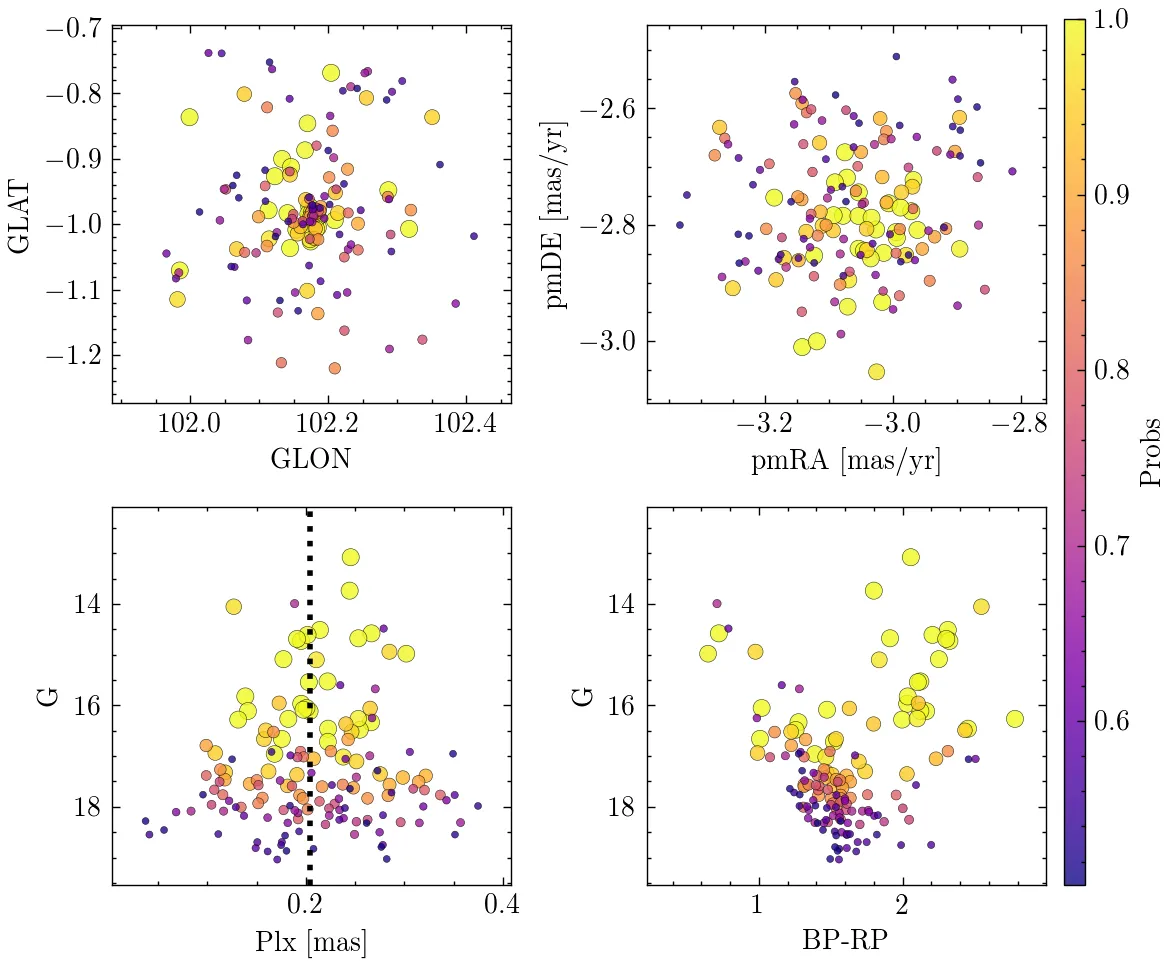 −0.7
−0.8
−0.9
−1.0
−1.1
−1.2
GLAT
102.0 102.2 102.4
GLON
−2.6
−2.8
−3.0
pmDE [mas/yr]
−3.2 −3.0 −2.8
pmRA [mas/yr]
1.0
0.9
0.8
0.7
0.6
Probs
14
16
18
G
0.2 0.4
Plx [mas]
14
16
18
G
1 2
BP-RP